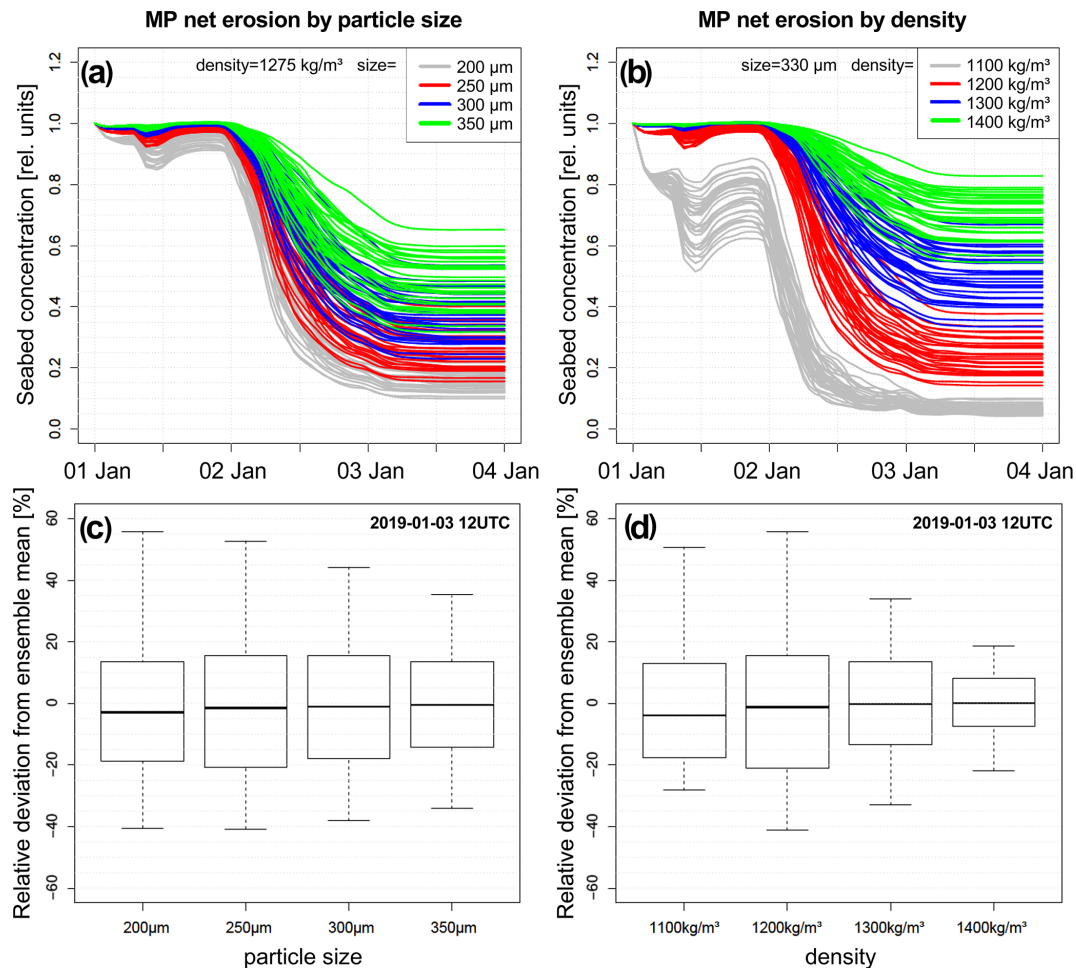 MP net erosion by particle size
MP net erosion by density
(a)
density=1275 kg/m³ size=
200 µm
250 µm
300 µm
350 µm
Seabed concentration [rel. units]
1.2
1.0
0.8
0.6
0.4
0.2
0.0
01 Jan
02 Jan
03 Jan
04 Jan
(b)
size=330 µm density=
1100 kg/m³
1200 kg/m³
1300 kg/m³
1400 kg/m³
Seabed concentration [rel. units]
1.2
1.0
0.8
0.6
0.4
0.2
0.0
01 Jan
02 Jan
03 Jan
04 Jan
(c)
2019-01-03 12UTC
Relative deviation from ensemble mean [%]
60
40
20
0
-20
-40
-60
200µm
250µm
300µm
350µm
particle size
(d)
2019-01-03 12UTC
Relative deviation from ensemble mean [%]
60
40
20
0
-20
-40
-60
1100kg/m³
1200kg/m³
1300kg/m³
1400kg/m³
density